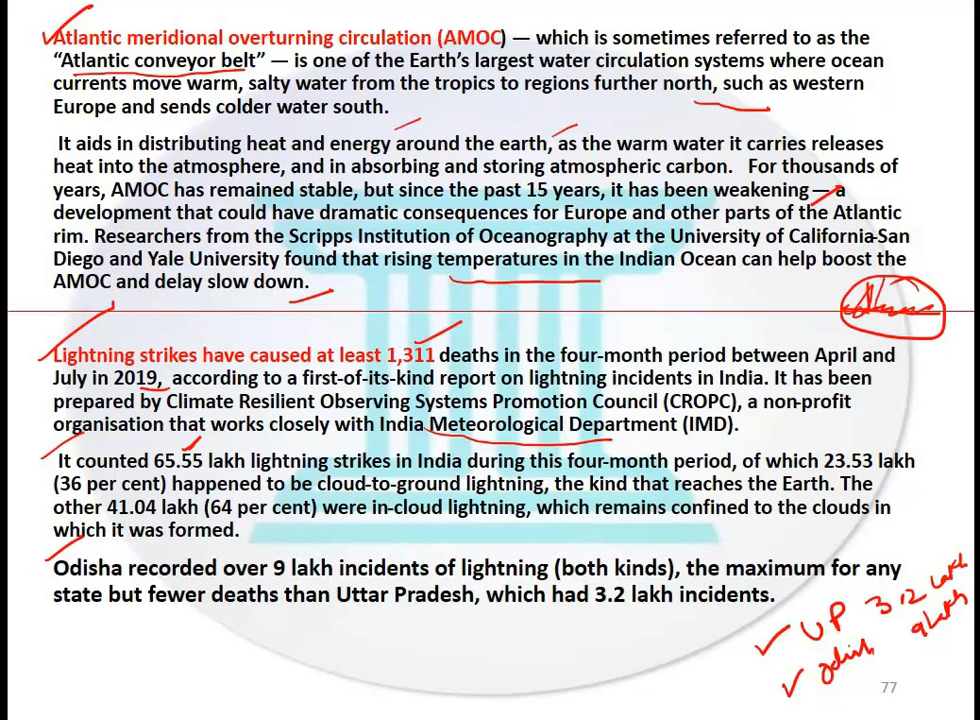 Atlantic meridional overturning circulation (AMOC) — which is sometimes referred to as the
“Atlantic conveyor belt” — is one of the Earth’s largest water circulation systems where ocean
currents move warm, salty water from the tropics to regions further north, such as western
Europe and sends colder water south.
It aids in distributing heat and energy around the earth, as the warm water it carries releases
heat into the atmosphere, and in absorbing and storing atmospheric carbon. For thousands of
years, AMOC has remained stable, but since the past 15 years, it has been weakening — a
development that could have dramatic consequences for Europe and other parts of the Atlantic
rim. Researchers from the Scripps Institution of Oceanography at the University of California-San
Diego and Yale University found that rising temperatures in the Indian Ocean can help boost the
AMOC and delay slow down.
Lightning strikes have caused at least 1,311 deaths in the four-month period between April and
July in 2019, according to a first-of-its-kind report on lightning incidents in India. It has been
prepared by Climate Resilient Observing Systems Promotion Council (CROPC), a non-profit
organisation that works closely with India Meteorological Department (IMD).
It counted 65.55 lakh lightning strikes in India during this four-month period, of which 23.53 lakh
(36 per cent) happened to be cloud-to-ground lightning, the kind that reaches the Earth. The
other 41.04 lakh (64 per cent) were in-cloud lightning, which remains confined to the clouds in
which it was formed.
Odisha recorded over 9 lakh incidents of lightning (both kinds), the maximum for any
state but fewer deaths than Uttar Pradesh, which had 3.2 lakh incidents.
UP 3.2 lakh
9 lakh
77